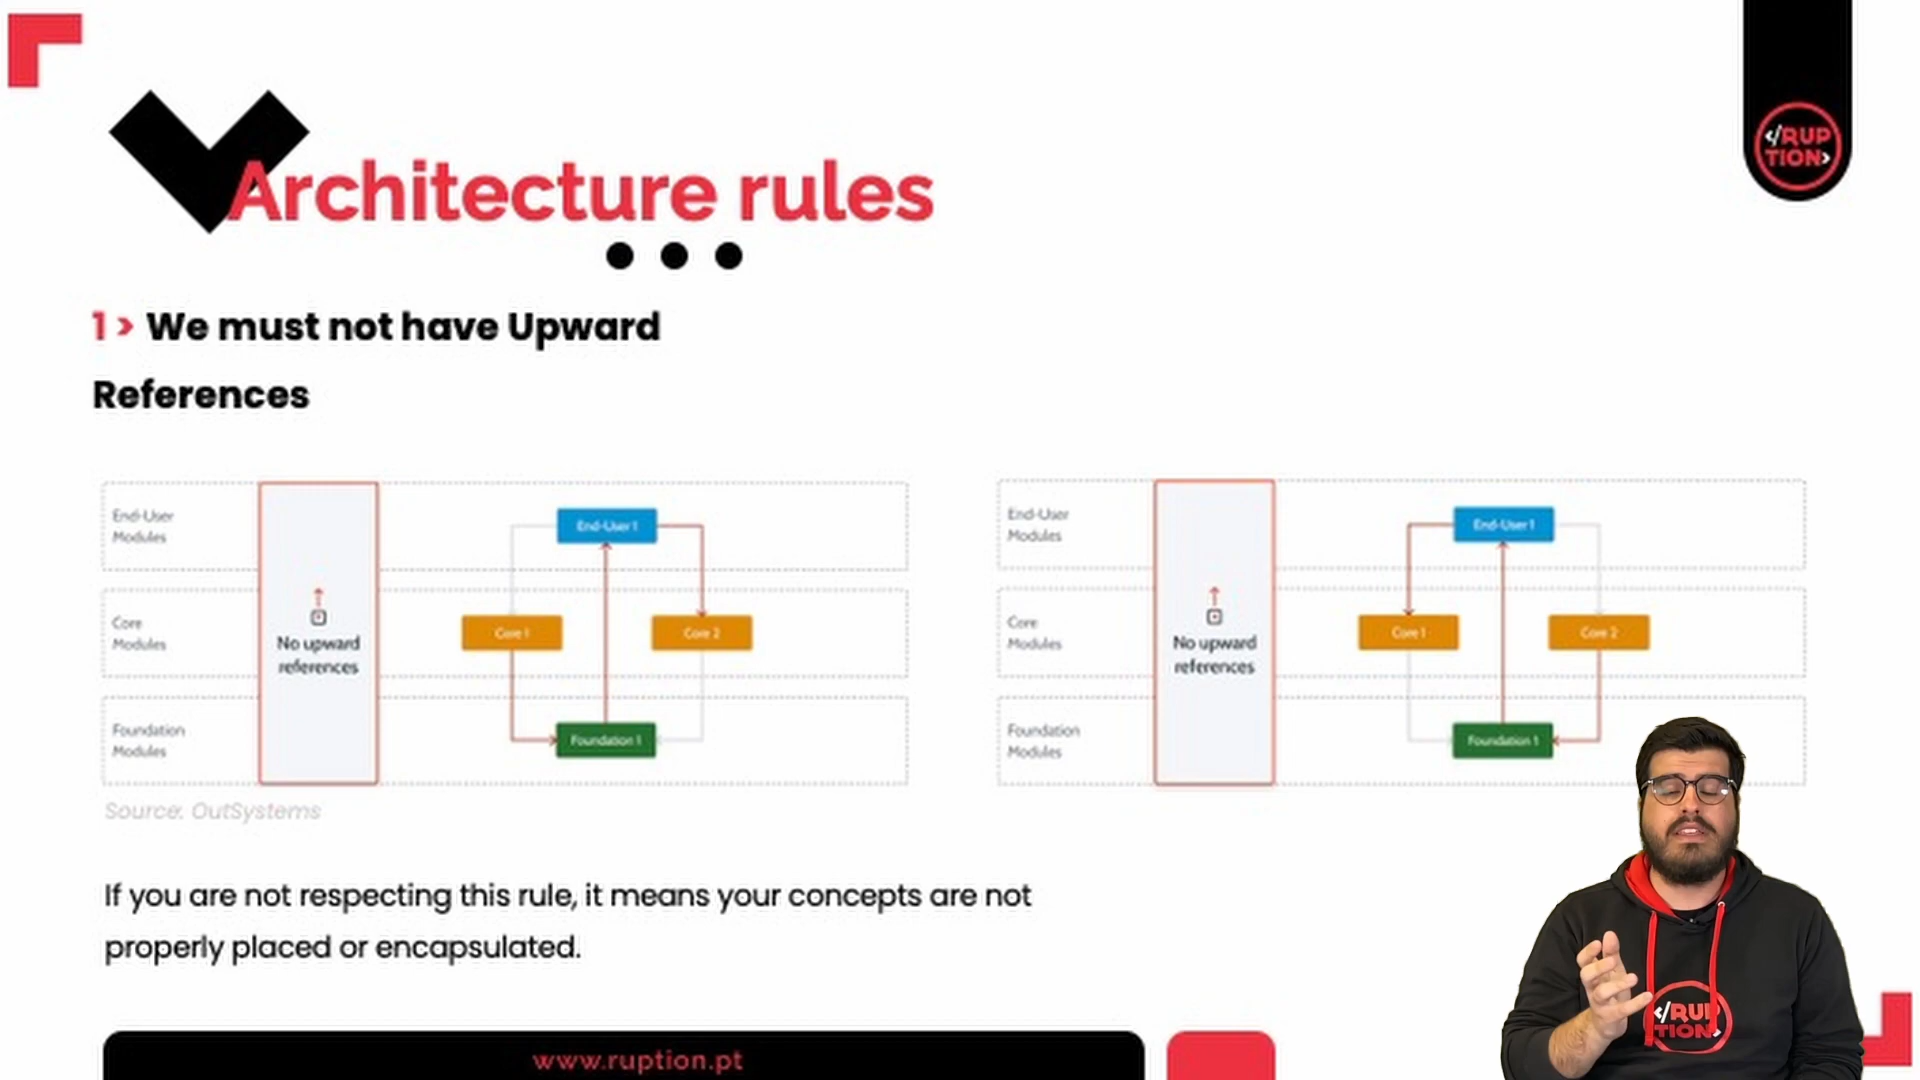 </RUP
TION>
Architecture rules
1 > We must not have Upward
References
End-User
Modules
No upward
references
End-User 1
Core
Modules
Core 1
Core 2
Foundation
Modules
Foundation 1
End-User
Modules
No upward
references
End-User 1
Core
Modules
Core 1
Core 2
Foundation
Modules
Foundation 1
Source: OutSystems
If you are not respecting this rule, it means your concepts are not
properly placed or encapsulated.
</RUP
TION>
www.ruption.pt